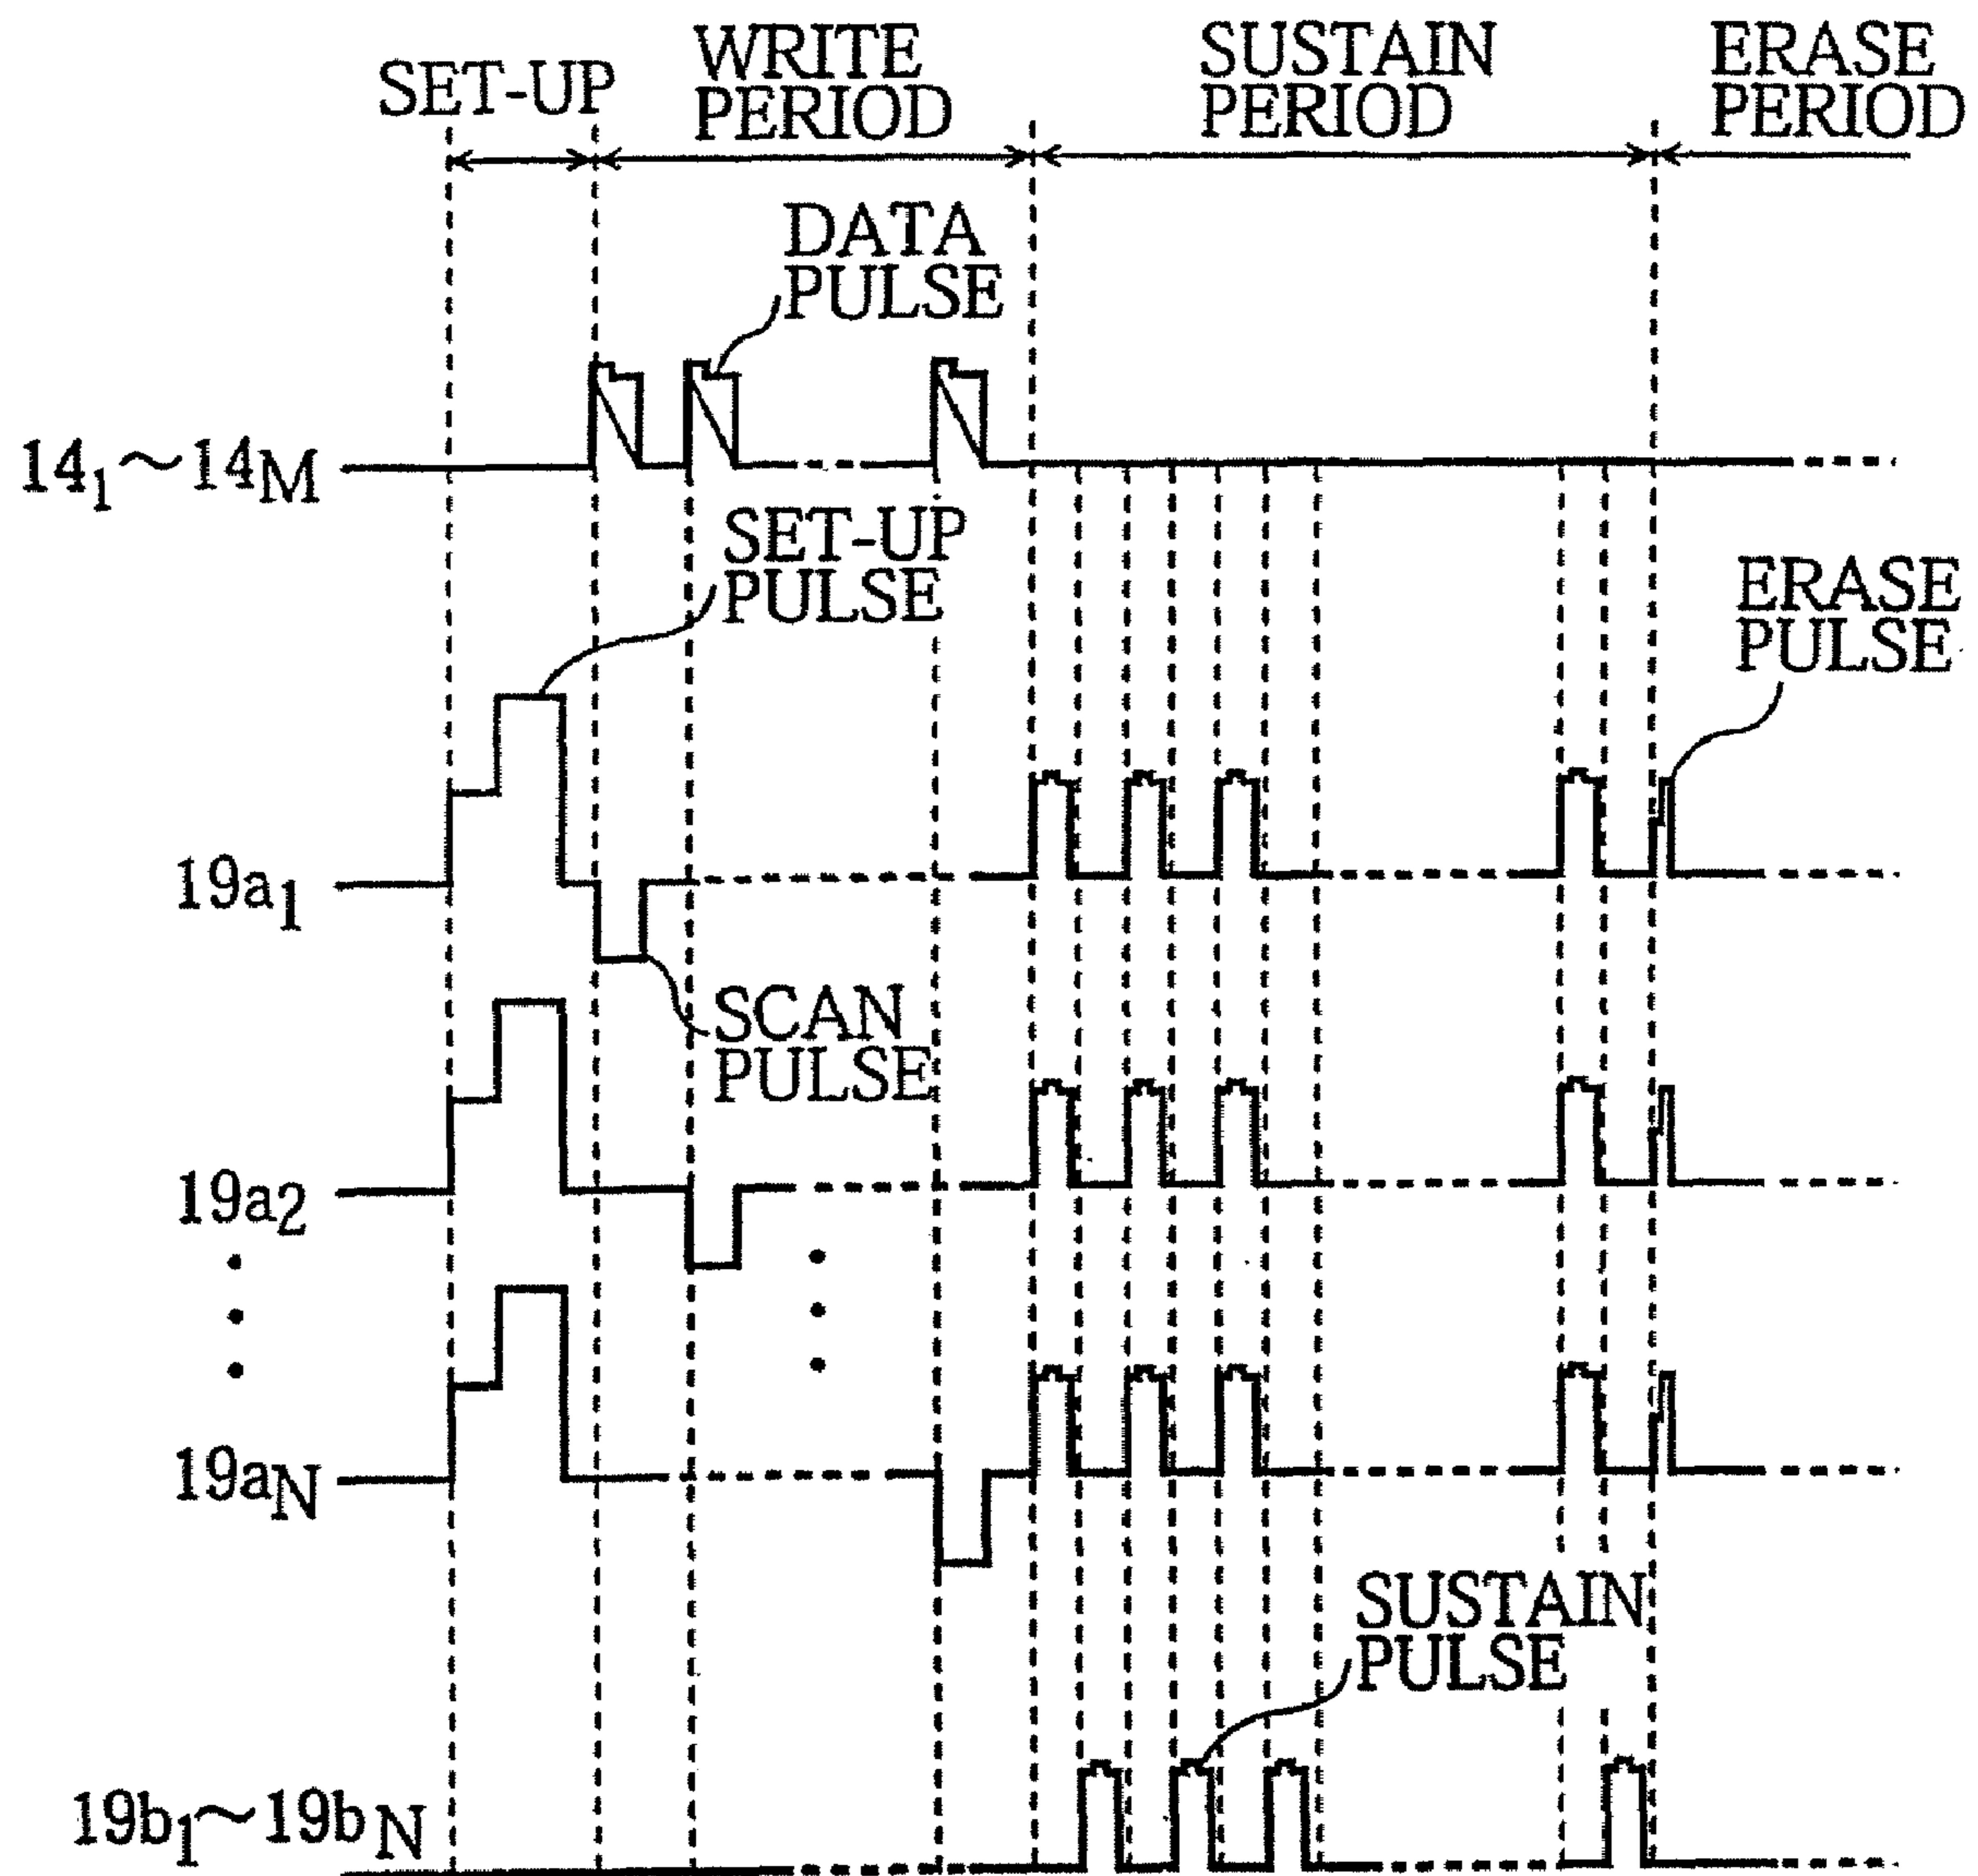 SET-UP
WRITE
PERIOD
SUSTAIN
PERIOD
ERASE
PERIOD
DATA
PULSE
14₁～14M
SET-UP
PULSE
ERASE
PULSE
19a₁
SCAN
PULSE
19a₂
19aN
SUSTAIN
PULSE
19b₁～19bN